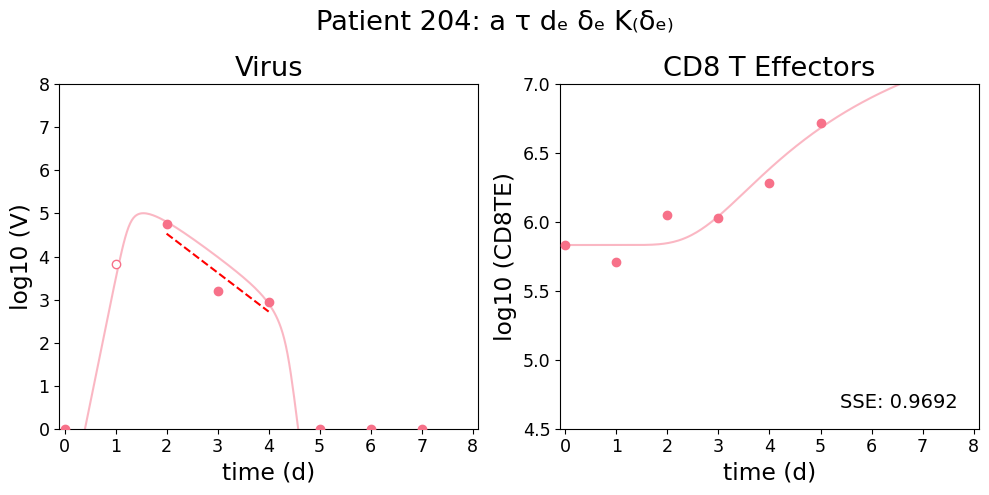 Patient 204: a τ dₑ δₑ K₍δₑ₎
Virus
CD8 T Effectors
log10 (V)
8
7
6
5
4
3
2
1
0
0 1 2 3 4 5 6 7 8
time (d)
log10 (CD8TE)
7.0
6.5
6.0
5.5
5.0
4.5
SSE: 0.9692
0 1 2 3 4 5 6 7 8
time (d)